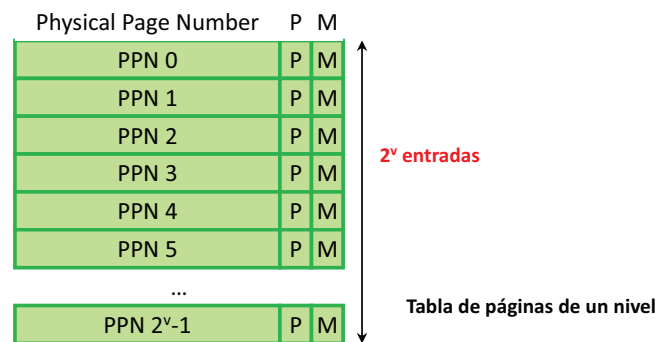 Physical Page Number P M
PPN 0 P M
PPN 1 P M
PPN 2 P M
PPN 3 P M
PPN 4 P M
PPN 5 P M
...
PPN 2ᵛ-1 P M
2ᵛ entradas
Tabla de páginas de un nivel